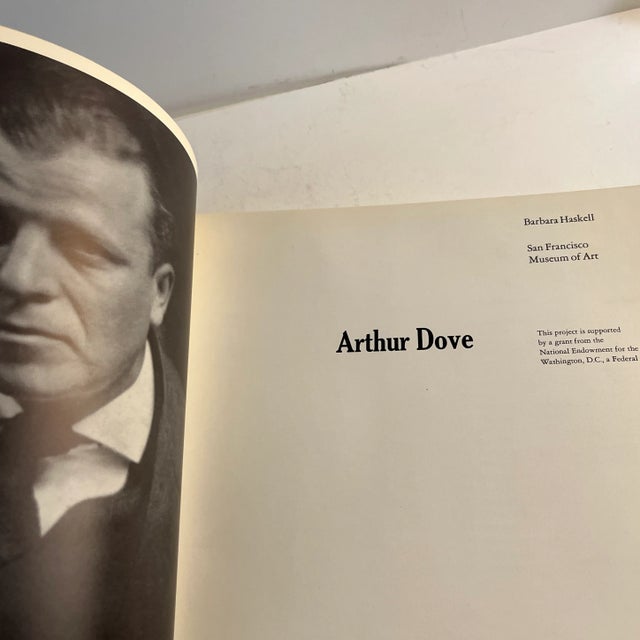 Barbara Haskell
San Francisco
Museum of Art
Arthur Dove
This project is supported
by a grant from the
National Endowment for the
Washington, D.C., a Federal